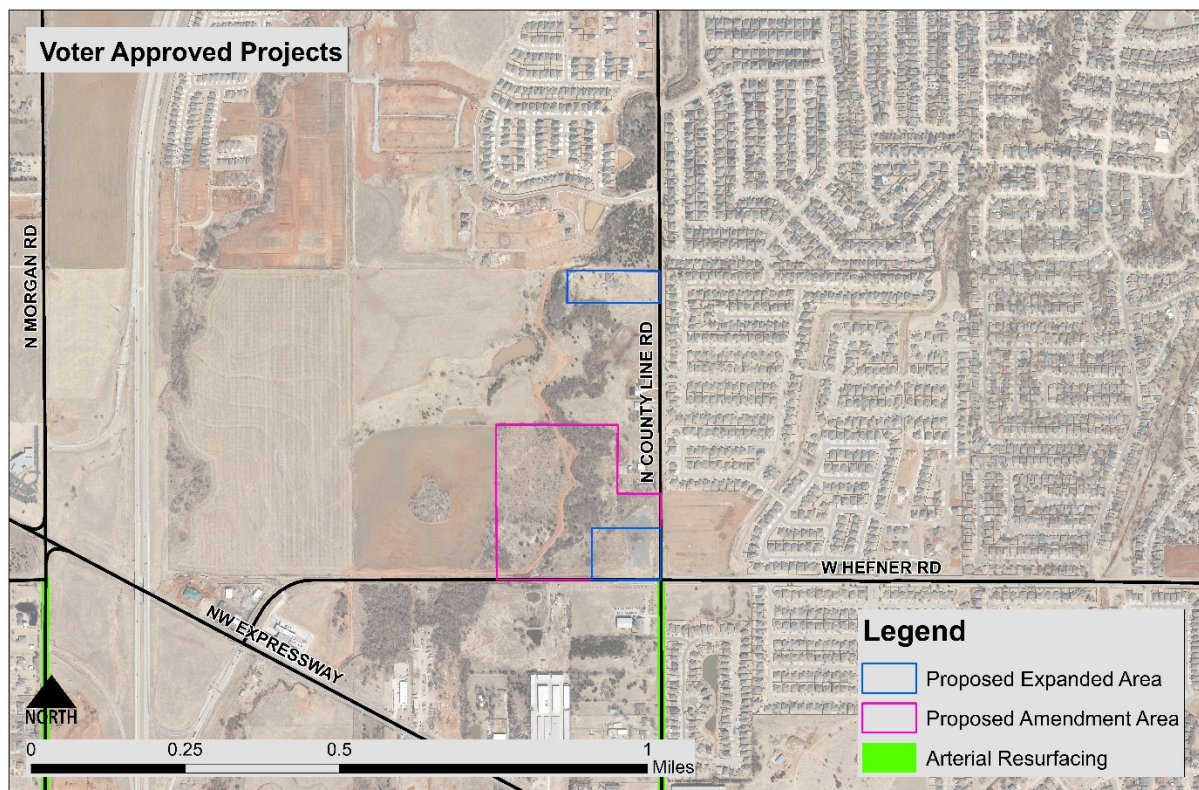 Voter Approved Projects
N MORGAN RD
N COUNTY LINE RD
W HEFNER RD
NW EXPRESSWAY
NORTH
0 0.25 0.5 1
Miles
Legend
Proposed Expanded Area
Proposed Amendment Area
Arterial Resurfacing